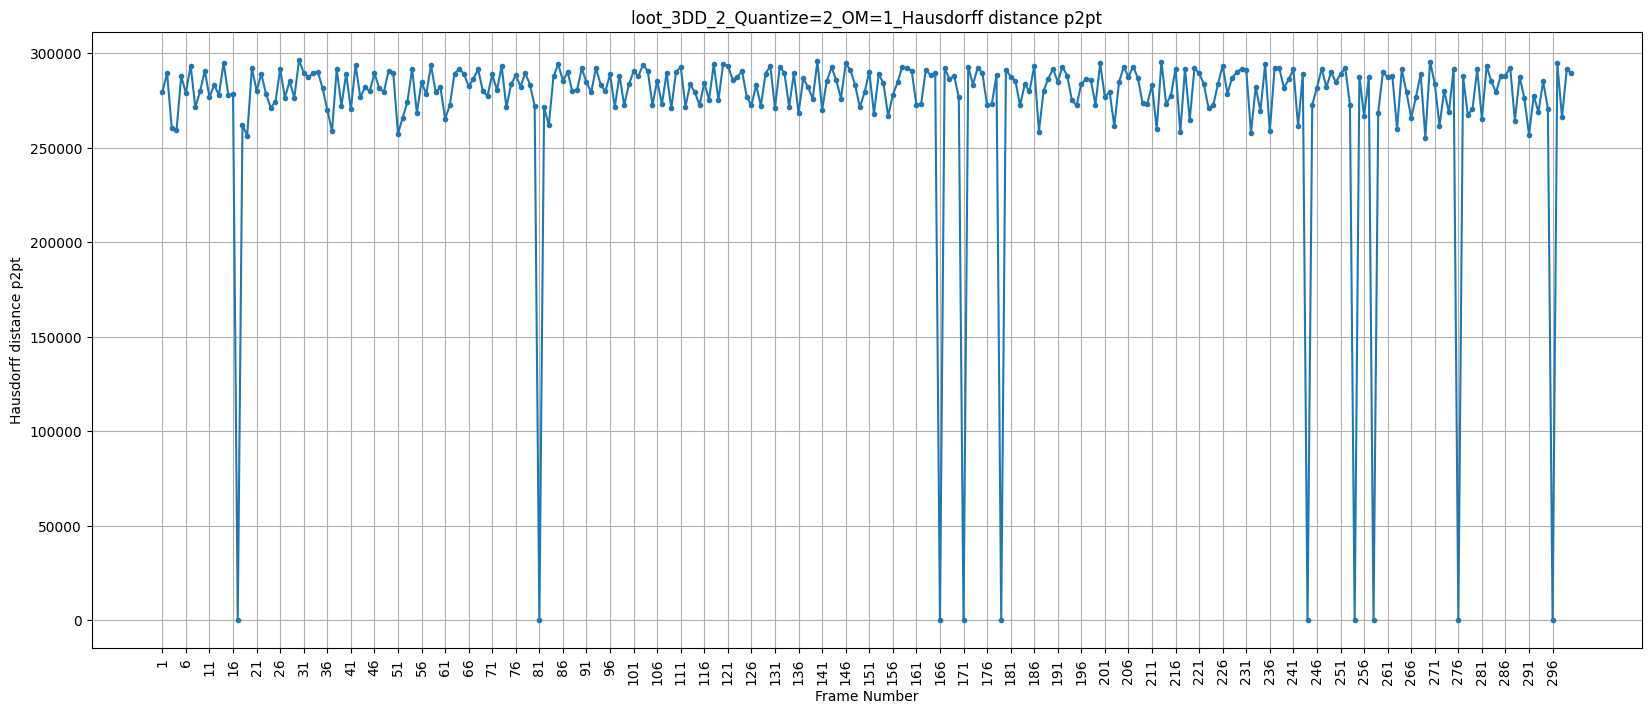 loot_3DD_2_Quantize=2_OM=1_Hausdorff distance p2pt
300000
250000
200000
150000
100000
50000
0
Hausdorff distance p2pt
1 6 11 16 21 26 31 36 41 46 51 56 61 66 71 76 81 86 91 96 101 106 111 116 121 126 131 136 141 146 151 156 161 166 171 176 181 186 191 196 201 206 211 216 221 226 231 236 241 246 251 256 261 266 271 276 281 286 291 296
Frame Number